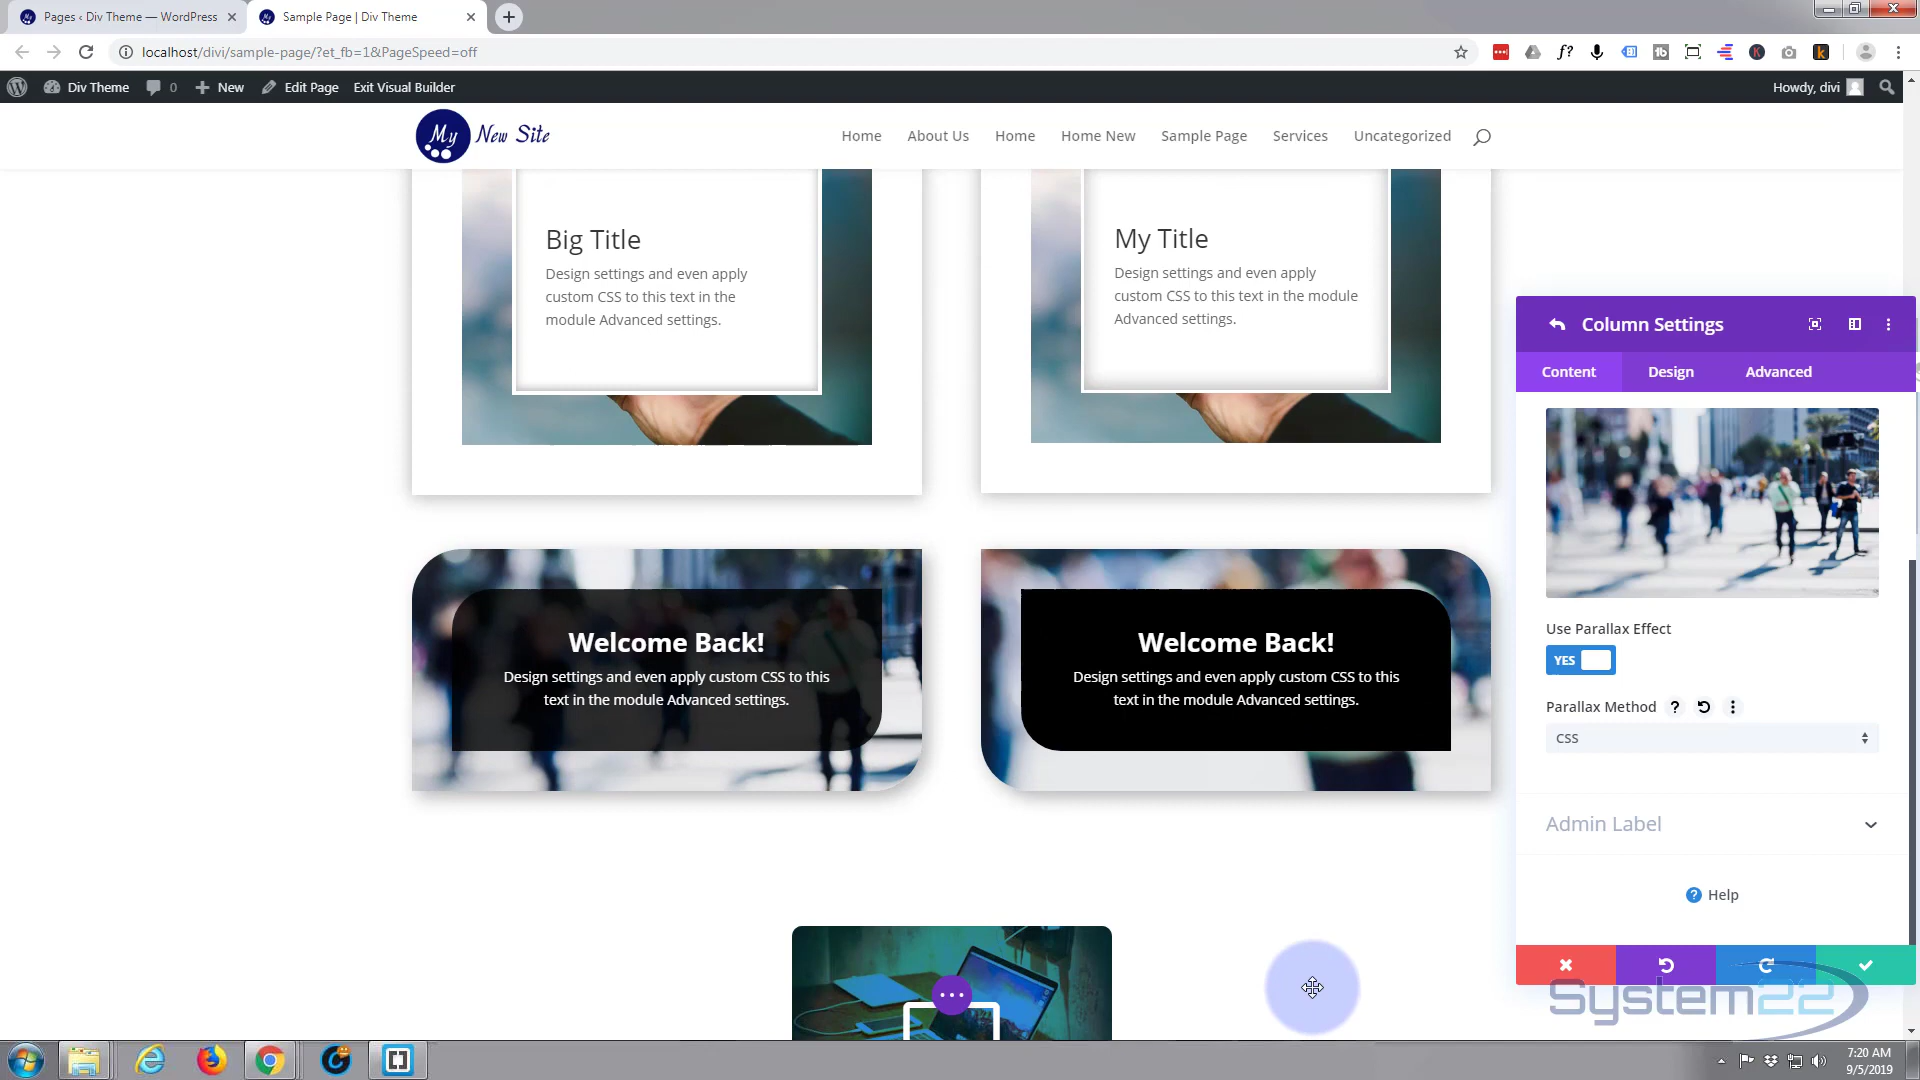 Pages ‹ Div Theme — WordPress
Sample Page | Div Theme
localhost/divi/sample-page/?et_fb=1&PageSpeed=off
Div Theme
0
New
Edit Page
Exit Visual Builder
Howdy, divi
My New Site
Home
About Us
Home
Home New
Sample Page
Services
Uncategorized
Big Title
Design settings and even apply
custom CSS to this text in the
module Advanced settings.
My Title
Design settings and even apply
custom CSS to this text in the module
Advanced settings.
Column Settings
Content
Design
Advanced
Use Parallax Effect
YES
Parallax Method
CSS
Admin Label
Help
Welcome Back!
Design settings and even apply custom CSS to this
text in the module Advanced settings.
Welcome Back!
Design settings and even apply custom CSS to this
text in the module Advanced settings.
System22
7:20 AM
9/5/2019